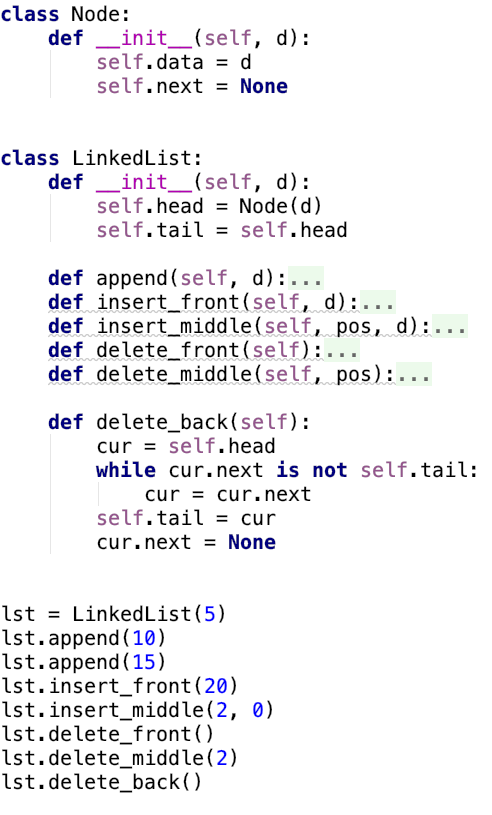 class Node:
    def __init__(self, d):
        self.data = d
        self.next = None
class LinkedList:
    def __init__(self, d):
        self.head = Node(d)
        self.tail = self.head
    def append(self, d):...
    def insert_front(self, d):...
    def insert_middle(self, pos, d):...
    def delete_front(self):...
    def delete_middle(self, pos):...
    def delete_back(self):
        cur = self.head
        while cur.next is not self.tail:
            cur = cur.next
        self.tail = cur
        cur.next = None
lst = LinkedList(5)
lst.append(10)
lst.append(15)
lst.insert_front(20)
lst.insert_middle(2, 0)
lst.delete_front()
lst.delete_middle(2)
lst.delete_back()